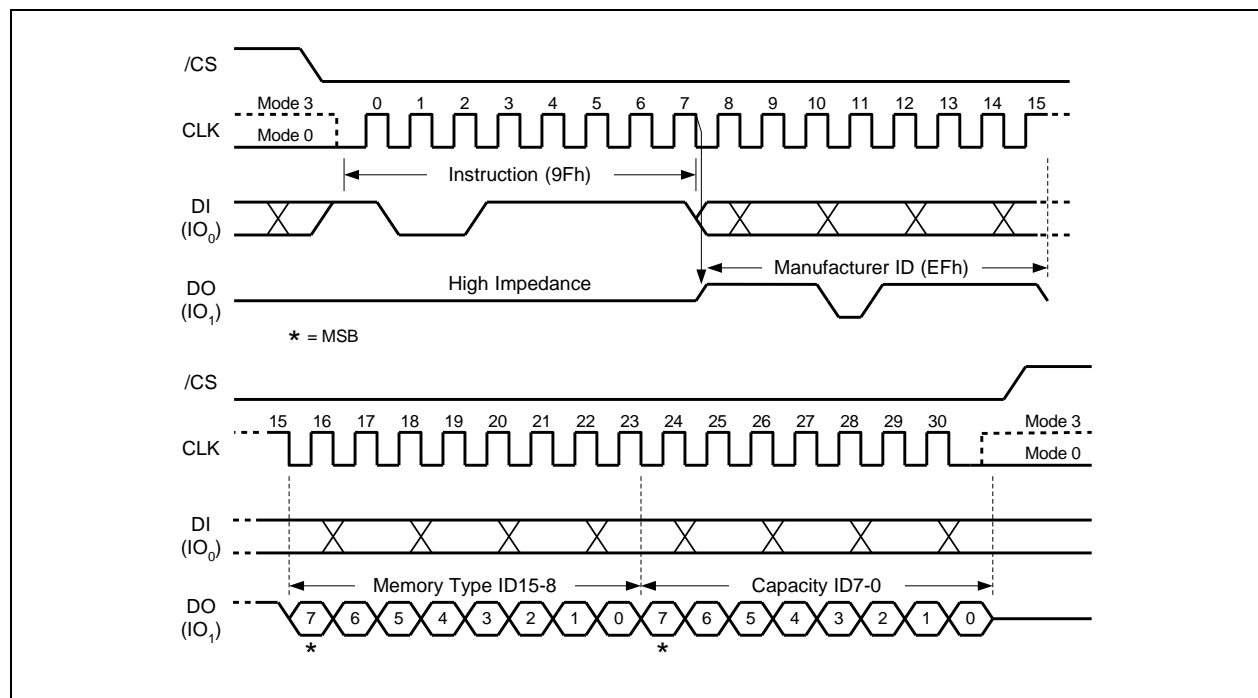 /CS
Mode 3 0 1 2 3 4 5 6 7 8 9 10 11 12 13 14 15
CLK
Mode 0
Instruction (9Fh)
DI
(IO0)
Manufacturer ID (EFh)
High Impedance
DO
(IO1)
* = MSB
/CS
15 16 17 18 19 20 21 22 23 24 25 26 27 28 29 30
Mode 3
CLK
Mode 0
DI
(IO0)
Memory Type ID15-8 Capacity ID7-0
DO
(IO1)
7 6 5 4 3 2 1 0 7 6 5 4 3 2 1 0
* *